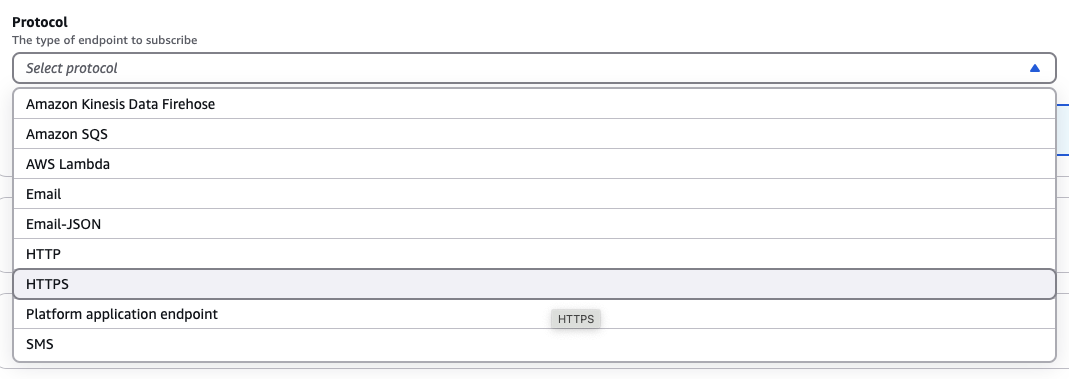 Protocol
The type of endpoint to subscribe
Select protocol
Amazon Kinesis Data Firehose
Amazon SQS
AWS Lambda
Email
Email-JSON
HTTP
HTTPS
Platform application endpoint
HTTPS
SMS